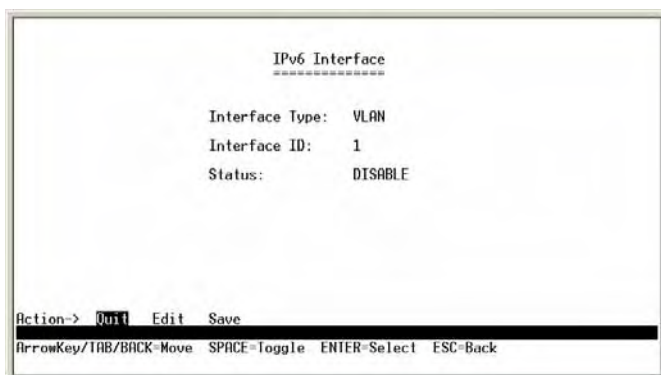 IPv6 Interface
===============
Interface Type: VLAN
Interface ID: 1
Status: DISABLE
Action-> Quit Edit Save
ArrowKey/TAB/BACK=Move SPACE=Toggle ENTER=Select ESC=Back